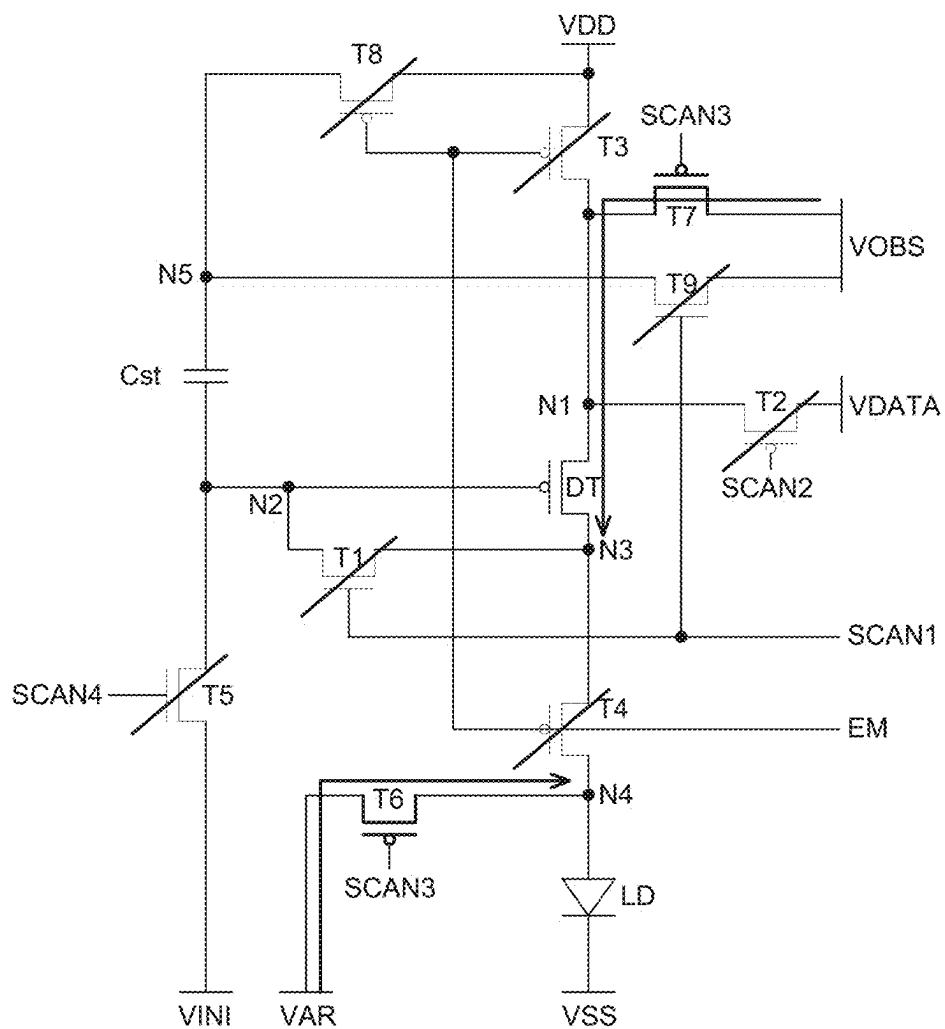 VDD
T8
SCAN3
T3
T7
VOBS
N5
T9
Cst
N1
T2
VDATA
N2
DT
SCAN2
T1
N3
SCAN1
SCAN4
T5
T4
EM
T6
N4
SCAN3
LD
VINI
VAR
VSS